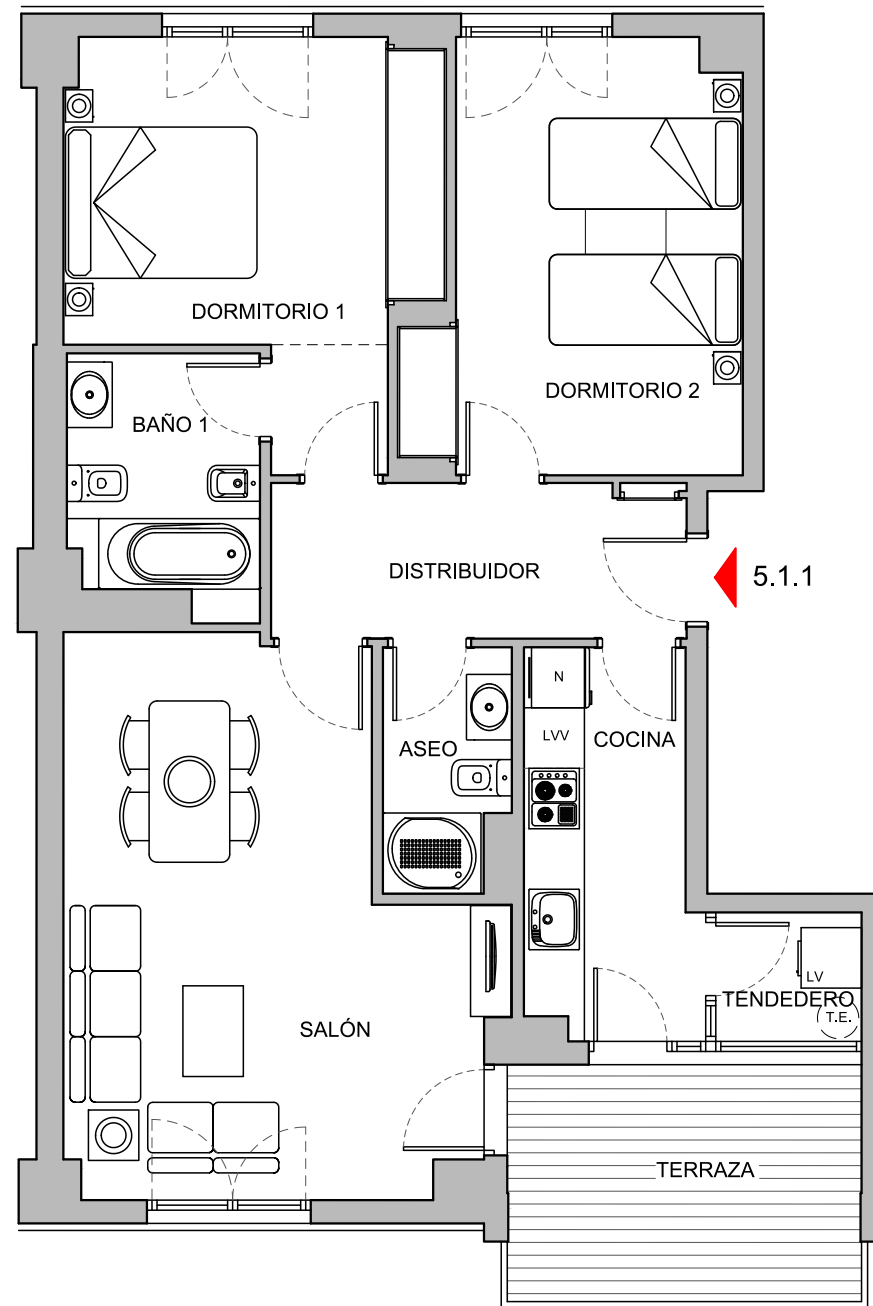 DORMITORIO 1
DORMITORIO 2
BAÑO 1
DISTRIBUIDOR
5.1.1
N
LVV
COCINA
ASEO
LV
TENDEDERO
T.E.
SALÓN
TERRAZA